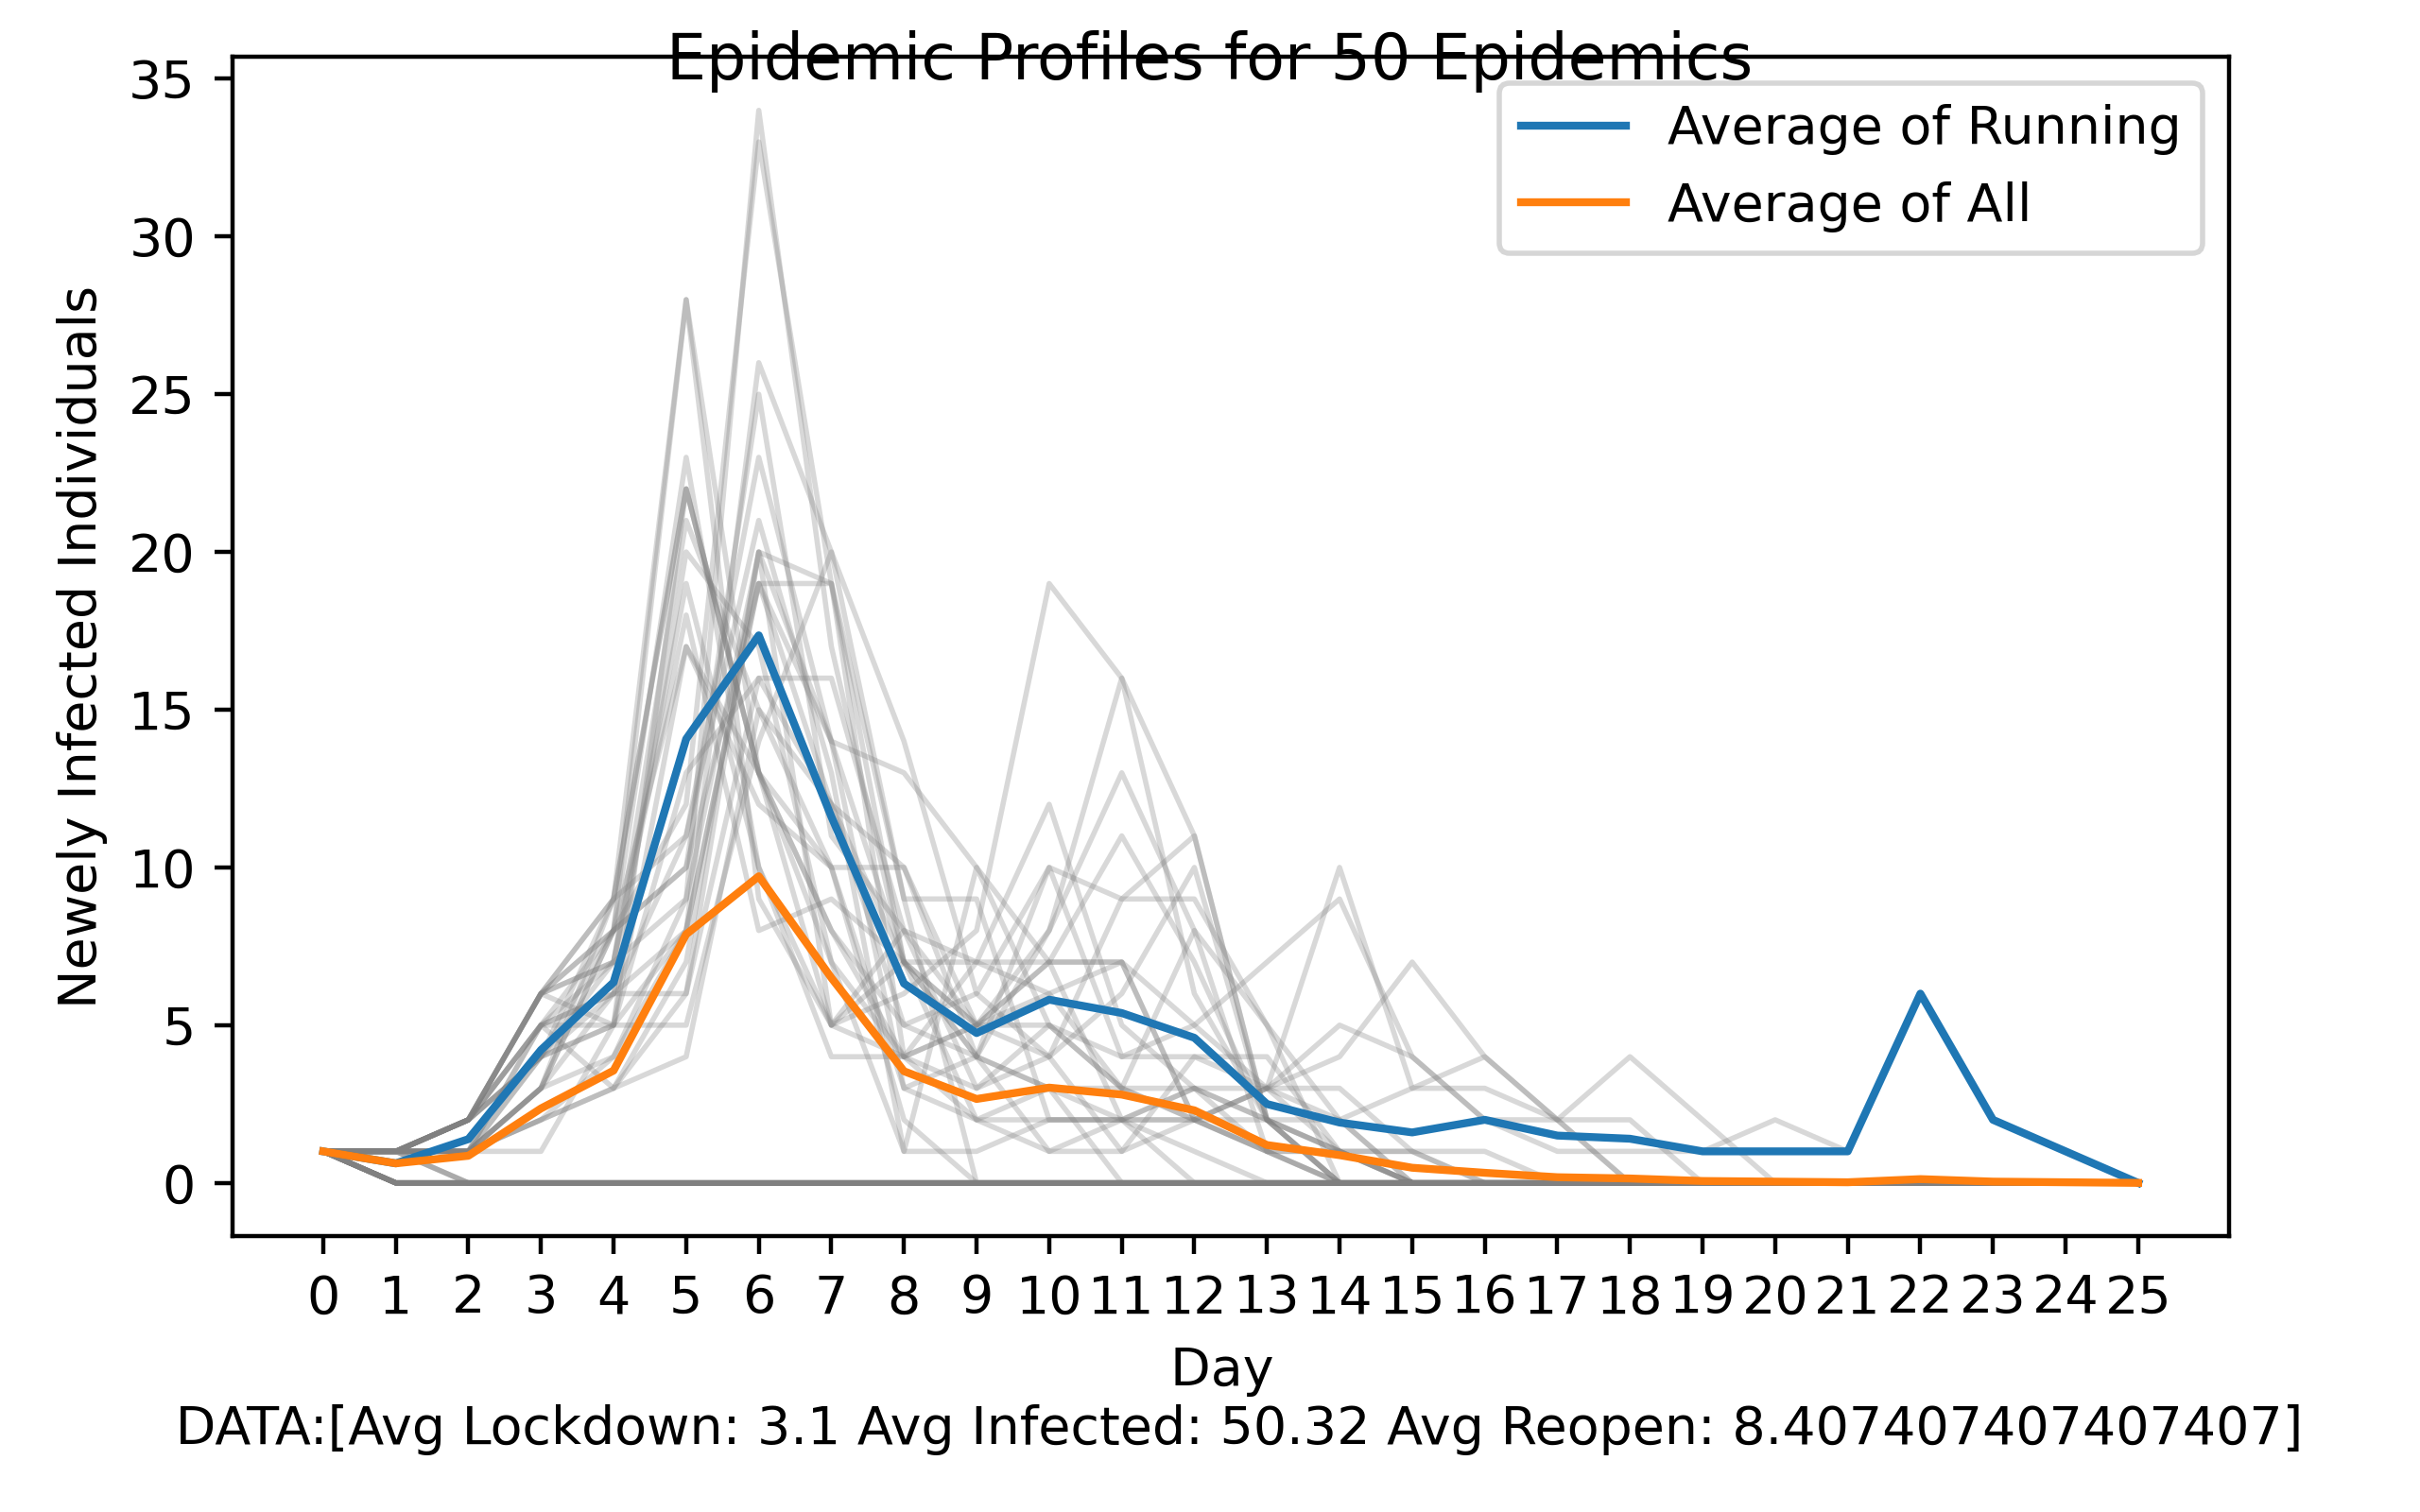 Epidemic Profiles for 50 Epidemics
35
30
25
20
15
10
5
0
Newly Infected Individuals
Average of Running
Average of All
0 1 2 3 4 5 6 7 8 9 10 11 12 13 14 15 16 17 18 19 20 21 22 23 24 25
Day
DATA:[Avg Lockdown: 3.1 Avg Infected: 50.32 Avg Reopen: 8.407407407407407]